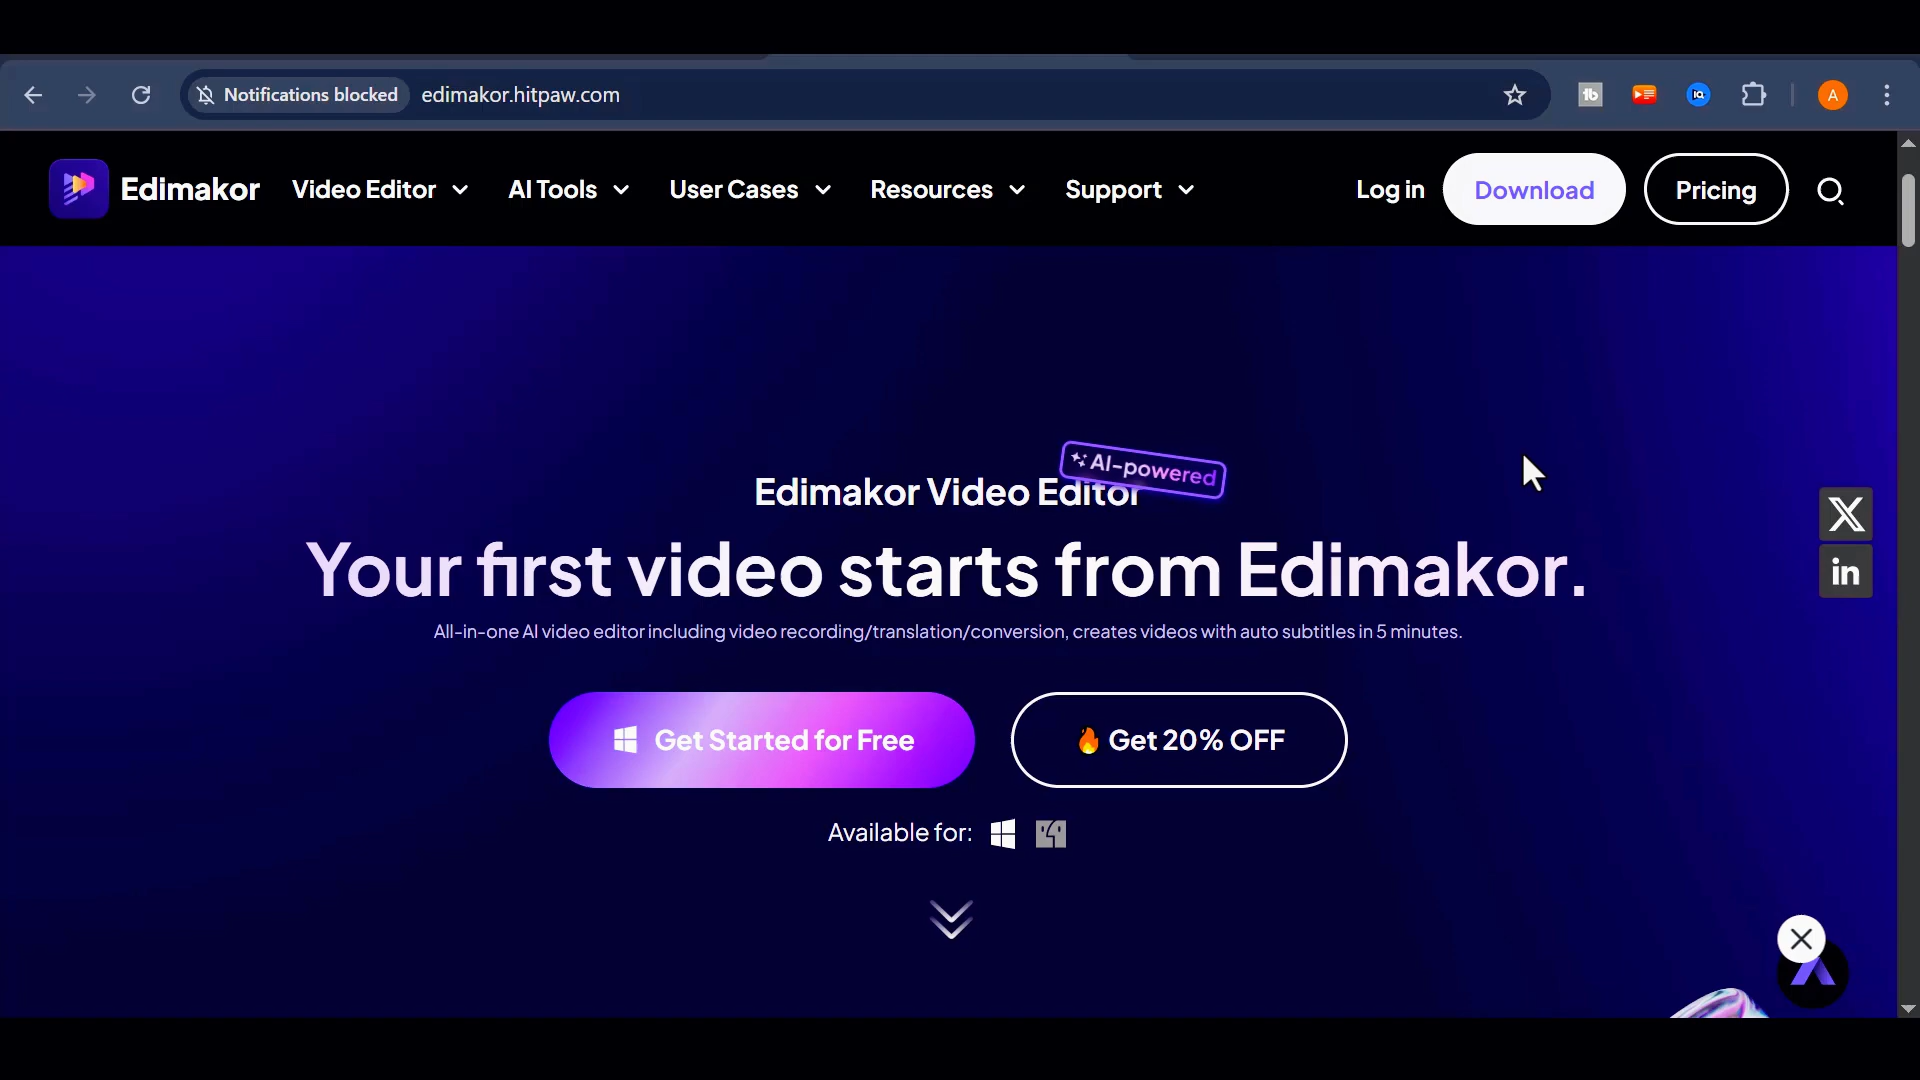 Notifications blocked edimakor.hitpaw.com
tb
IQ
A
Edimakor Video Editor AI Tools User Cases Resources Support Log in Download Pricing
AI-powered
Edimakor Video Editor
Your first video starts from Edimakor.
All-in-one AI video editor including video recording/translation/conversion, creates videos with auto subtitles in 5 minutes.
Get Started for Free
🔥 Get 20% OFF
Available for:
X
in